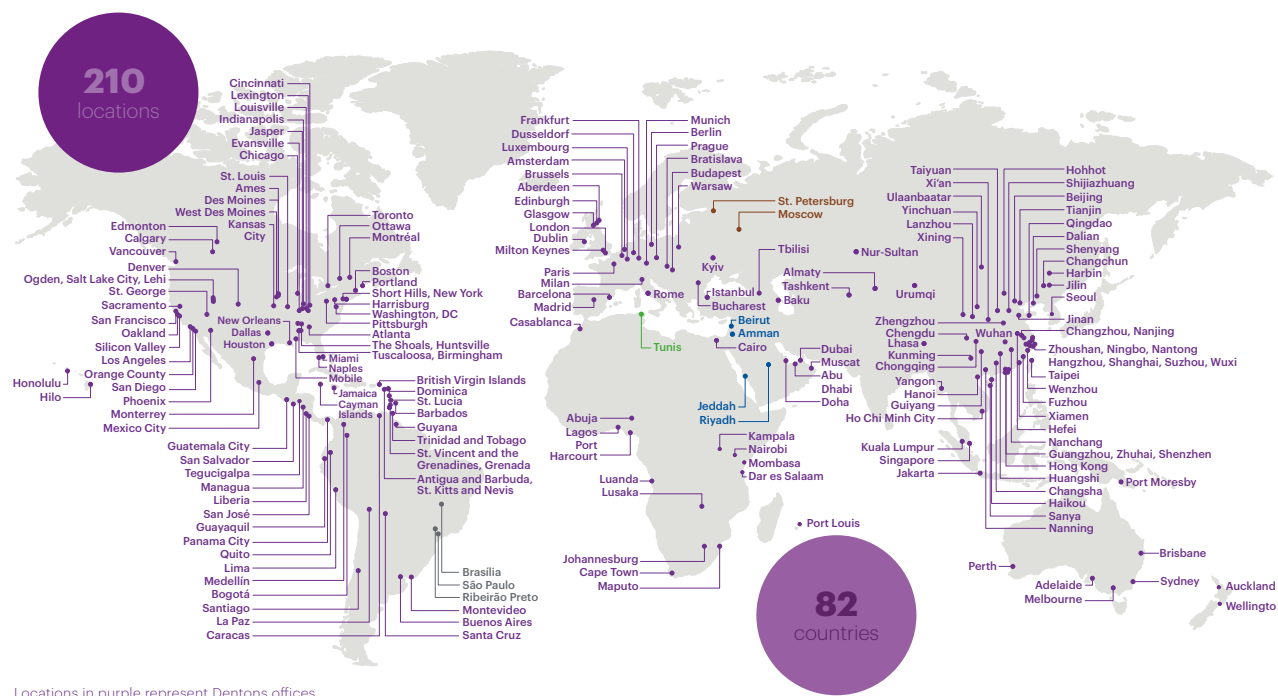 210
locations
Cincinnati
Lexington
Louisville
Indianapolis
Jasper
Evansville
Chicago
St. Louis
Ames
Des Moines
West Des Moines
Kansas
City
Edmonton
Calgary
Vancouver
Denver
Ogden, Salt Lake City, Lehi
St. George
Sacramento
San Francisco
Oakland
Silicon Valley
Los Angeles
Orange County
San Diego
Phoenix
Monterrey
Mexico City
Honolulu
Hilo
New Orleans
Dallas
Houston
Toronto
Ottawa
Montréal
Boston
Portland
Short Hills, New York
Harrisburg
Washington, DC
Pittsburgh
Atlanta
The Shoals, Huntsville
Tuscaloosa, Birmingham
Miami
Naples
Mobile
Jamaica
Cayman
Islands
British Virgin Islands
Dominica
St. Lucia
Barbados
Guyana
Trinidad and Tobago
St. Vincent and the
Grenadines, Grenada
Antigua and Barbuda,
St. Kitts and Nevis
Guatemala City
San Salvador
Tegucigalpa
Managua
Liberia
San José
Guayaquil
Panama City
Quito
Lima
Medellín
Bogotá
Santiago
La Paz
Caracas
Brasília
São Paulo
Ribeirão Preto
Montevideo
Buenos Aires
Santa Cruz
Frankfurt
Dusseldorf
Luxembourg
Amsterdam
Brussels
Aberdeen
Edinburgh
Glasgow
London
Dublin
Milton Keynes
Paris
Milan
Barcelona
Madrid
Casablanca
Munich
Berlin
Prague
Bratislava
Budapest
Warsaw
St. Petersburg
Moscow
Tbilisi
Kyiv
Rome
Istanbul
Bucharest
Baku
Nur-Sultan
Almaty
Tashkent
Urumqi
Beirut
Amman
Cairo
Tunis
Dubai
Muscat
Abu
Dhabi
Doha
Jeddah
Riyadh
Abuja
Lagos
Port
Harcourt
Kampala
Nairobi
Mombasa
Dar es Salaam
Luanda
Lusaka
Port Louis
Johannesburg
Cape Town
Maputo
Taiyuan
Xi'an
Ulaanbaatar
Yinchuan
Lanzhou
Xining
Hohhot
Shijiazhuang
Beijing
Tianjin
Qingdao
Dalian
Shenyang
Changchun
Harbin
Jilin
Seoul
Jinan
Changzhou, Nanjing
Zhengzhou
Chengdu
Wuhan
Lhasa
Kunming
Chongqing
Yangon
Hanoi
Guiyang
Ho Chi Minh City
Zhoushan, Ningbo, Nantong
Hangzhou, Shanghai, Suzhou, Wuxi
Taipei
Wenzhou
Fuzhou
Xiamen
Hefei
Nanchang
Guangzhou, Zhuhai, Shenzhen
Hong Kong
Huangshi
Changsha
Haikou
Sanya
Nanning
Kuala Lumpur
Singapore
Jakarta
Port Moresby
Brisbane
Perth
Adelaide
Melbourne
Sydney
Auckland
Wellingto
82
countries
Locations in purple represent Dentons offices